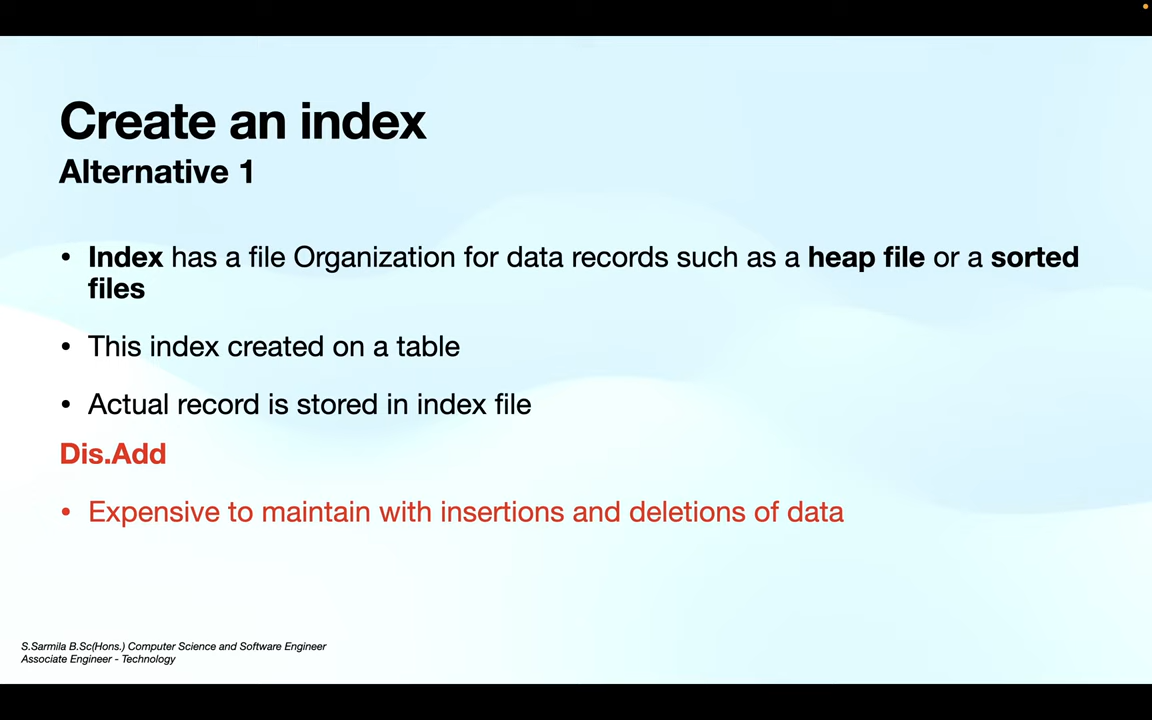 Create an index
Alternative 1
• Index has a file Organization for data records such as a heap file or a sorted
files
• This index created on a table
• Actual record is stored in index file
Dis.Add
• Expensive to maintain with insertions and deletions of data
S.Sarmila B.Sc(Hons.) Computer Science and Software Engineer
Associate Engineer - Technology